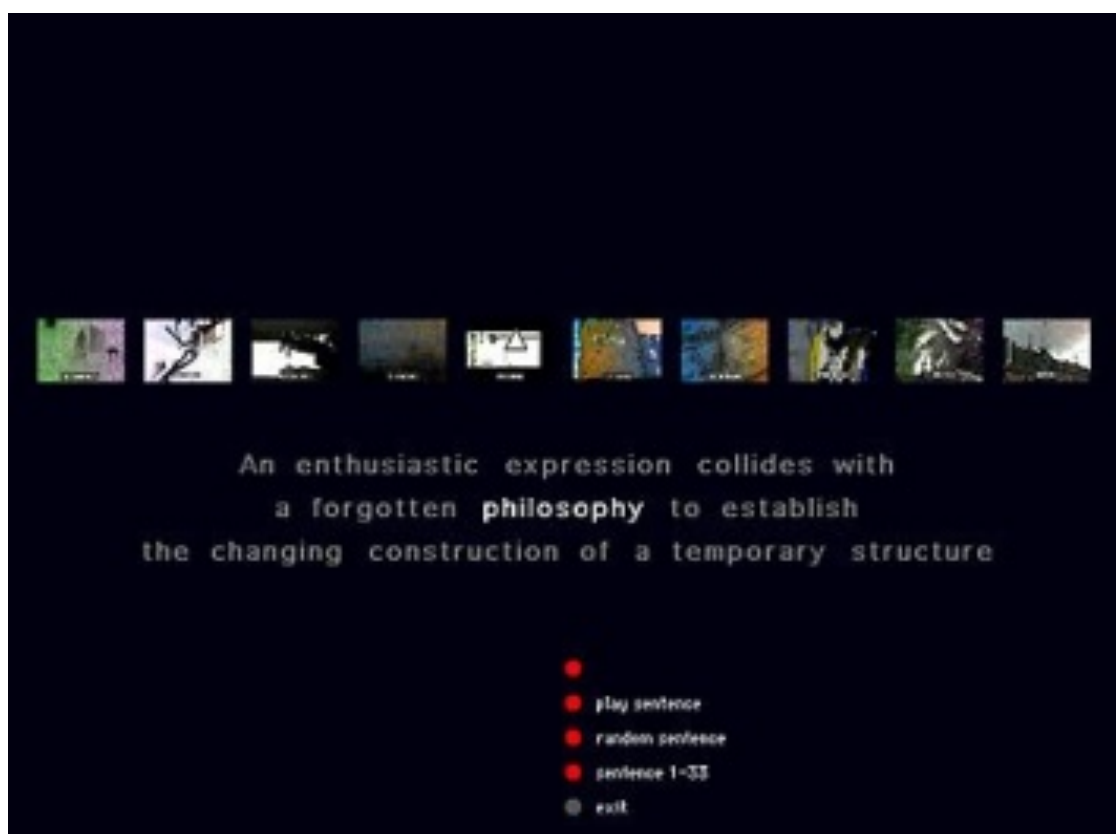 An enthusiastic expression collides with
a forgotten philosophy to establish
the changing construction of a temporary structure
play sentence
random sentence
sentence 1-33
exit